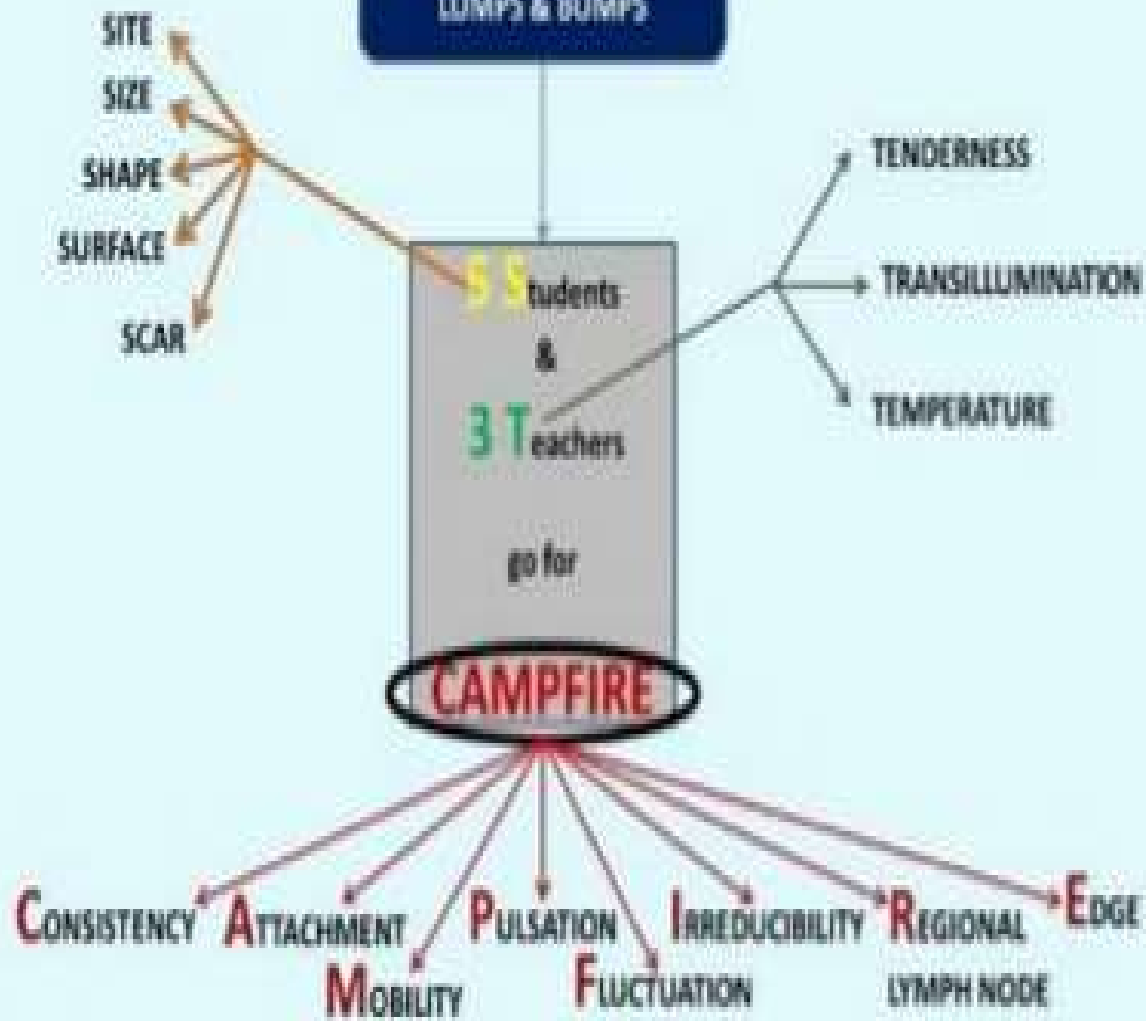 LUMPS & BUMPS
SITE
SIZE
SHAPE
SURFACE
SCAR
5 Students
&
3 Teachers
go for
CAMPFIRE
TENDERNESS
TRANSILLUMINATION
TEMPERATURE
CONSISTENCY
ATTACHMENT
MOBILITY
PULSATION
FLUCTUATION
IRREDUCIBILITY
REGIONAL
LYMPH NODE
EDGE